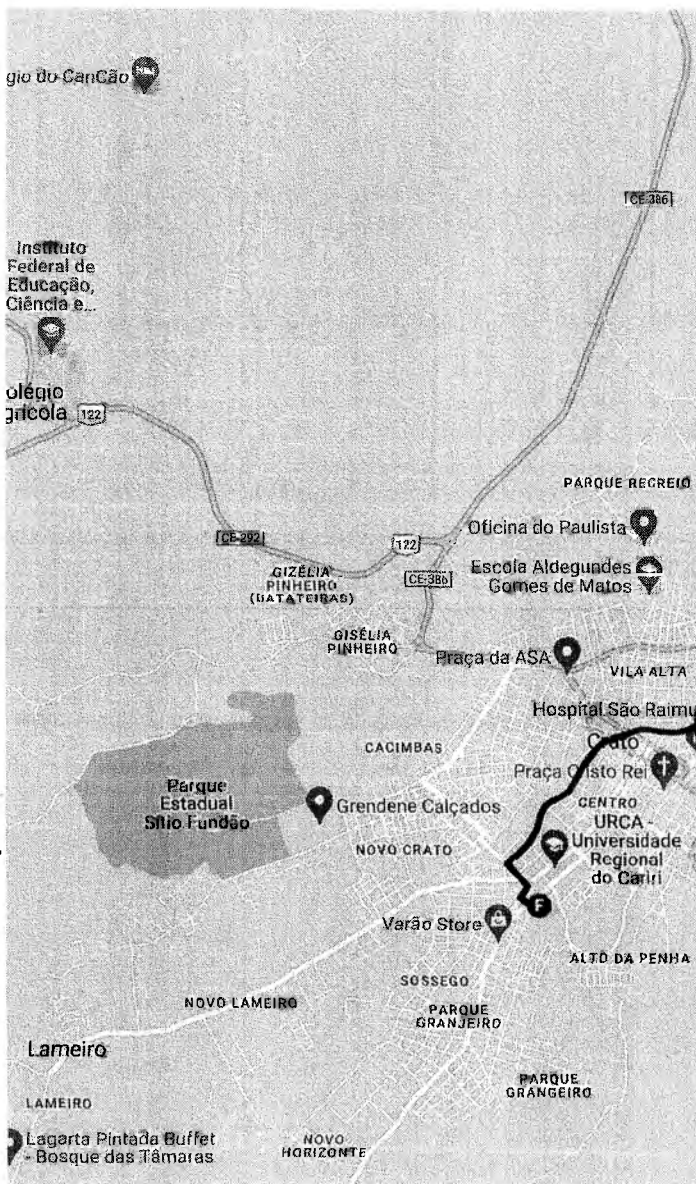 gio do CanCão
CE-386
Instituto
Federal de
Educação,
Ciência e...
olégio
grícola
122
PARQUE RECREIO
Oficina do Paulista
CE-292
122
GIZÉLIA
PINHEIRO
(BATATEIRAS)
CE-386
Escola Aldegundes
Gomes de Matos
GISÉLIA
PINHEIRO
Praça da ASA
VILA ALTA
Hospital São Raimu
Crato
CACIMBAS
Praça Cristo Rei
Parque
Estadual
Sítio Fundão
Grendene Calçados
CENTRO
URCA -
Universidade
Regional
do Cariri
NOVO CRATO
F
Varão Store
ALTO DA PENHA
SOSSEGO
NOVO LAMEIRO
PARQUE
GRANJEIRO
Lameiro
PARQUE
GRANGEIRO
LAMEIRO
Lagarta Pintada Buffet
- Bosque das Tâmaras
NOVO
HORIZONTE